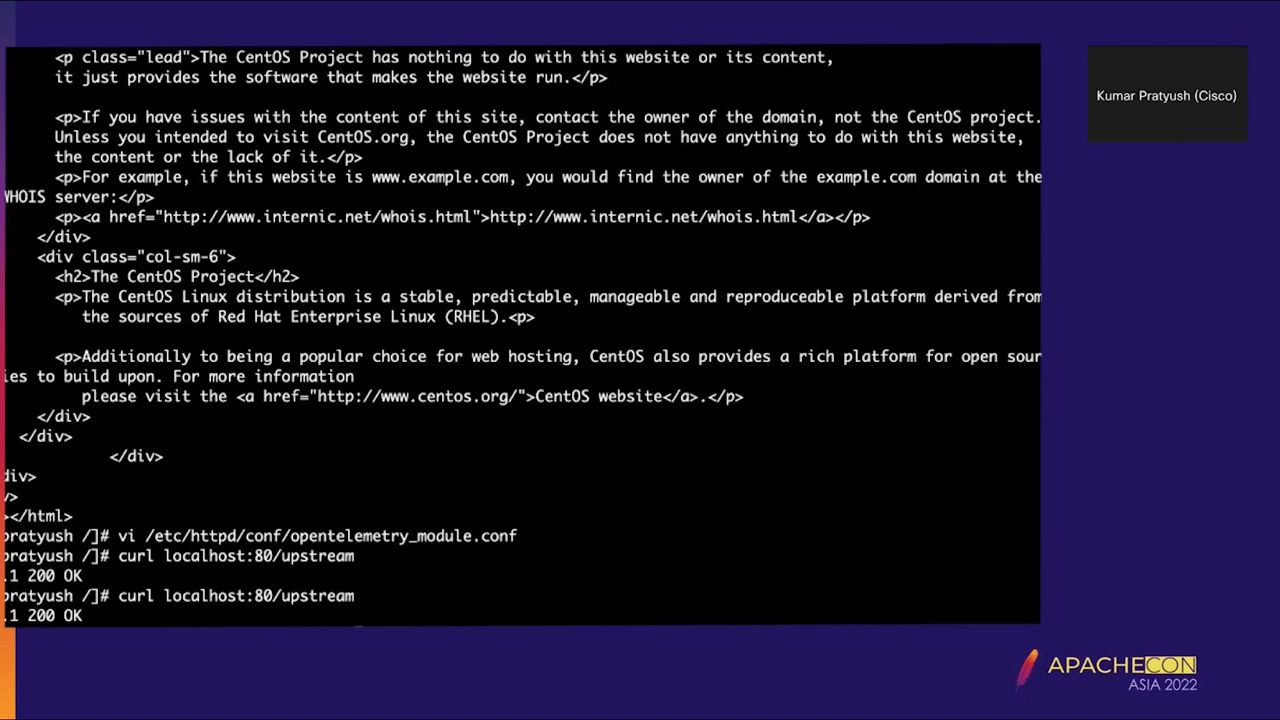 <p class="lead">The CentOS Project has nothing to do with this website or its content,
it just provides the software that makes the website run.</p>
<p>If you have issues with the content of this site, contact the owner of the domain, not the CentOS project.
Unless you intended to visit CentOS.org, the CentOS Project does not have anything to do with this website,
the content or the lack of it.</p>
<p>For example, if this website is www.example.com, you would find the owner of the example.com domain at the
WHOIS server:</p>
<p><a href="http://www.internic.net/whois.html">http://www.internic.net/whois.html</a></p>
</div>
<div class="col-sm-6">
<h2>The CentOS Project</h2>
<p>The CentOS Linux distribution is a stable, predictable, manageable and reproduceable platform derived from
the sources of Red Hat Enterprise Linux (RHEL).<p>
<p>Additionally to being a popular choice for web hosting, CentOS also provides a rich platform for open sour
ies to build upon. For more information
please visit the <a href="http://www.centos.org/">CentOS website</a>.</p>
</div>
</div>
</div>
div>
v>
></html>
pratyush /]# vi /etc/httpd/conf/opentelemetry_module.conf
pratyush /]# curl localhost:80/upstream
.1 200 OK
pratyush /]# curl localhost:80/upstream
.1 200 OK
Kumar Pratyush (Cisco)
APACHECON
ASIA 2022